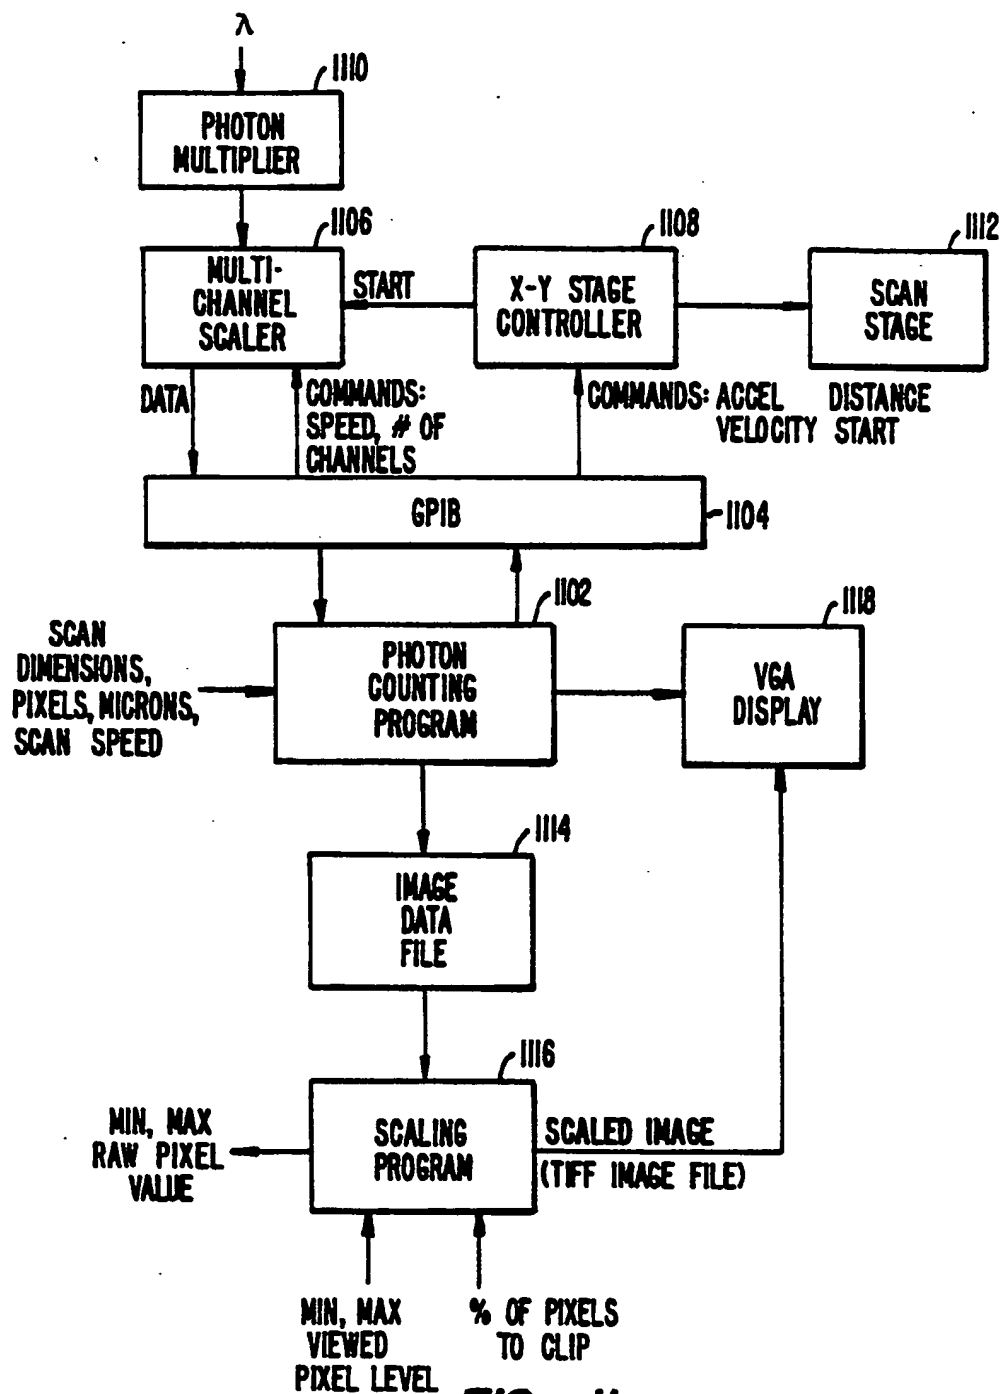 λ
1110
PHOTON
MULTIPLIER
1106
MULTI-
CHANNEL
SCALER
START
1108
X-Y STAGE
CONTROLLER
1112
SCAN
STAGE
DATA
COMMANDS:
SPEED, # OF
CHANNELS
COMMANDS: ACCEL DISTANCE
VELOCITY START
GPIB
1104
1102
PHOTON
COUNTING
PROGRAM
SCAN
DIMENSIONS,
PIXELS, MICRONS,
SCAN SPEED
1118
VGA
DISPLAY
1114
IMAGE
DATA
FILE
1116
SCALING
PROGRAM
MIN, MAX
RAW PIXEL
VALUE
SCALED IMAGE
(TIFF IMAGE FILE)
MIN, MAX
VIEWED
PIXEL LEVEL
% OF PIXELS
TO CLIP